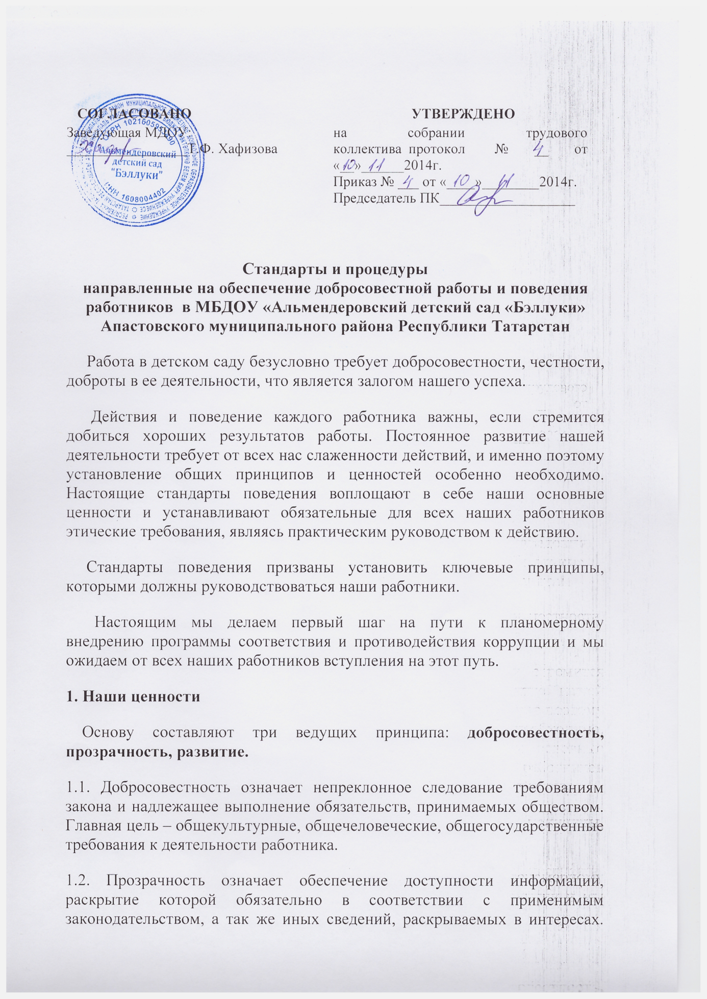 СОГЛАСОВАНО
Заведующая МДОУ
Г.Ф. Хафизова
Альмендеровский
детский сад
"Бэллуки"
ИНН 1608004402
УТВЕРЖДЕНО
на собрании трудового
коллектива протокол № 4 от
«10» 11 2014г.
Приказ № 4 от «10» 11 2014г.
Председатель ПК
Стандарты и процедуры
направленные на обеспечение добросовестной работы и поведения
работников в МБДОУ «Альмендеровский детский сад «Бэллуки»
Апастовского муниципального района Республики Татарстан
Работа в детском саду безусловно требует добросовестности, честности,
доброты в ее деятельности, что является залогом нашего успеха.
Действия и поведение каждого работника важны, если стремится
добиться хороших результатов работы. Постоянное развитие нашей
деятельности требует от всех нас слаженности действий, и именно поэтому
установление общих принципов и ценностей особенно необходимо.
Настоящие стандарты поведения воплощают в себе наши основные
ценности и устанавливают обязательные для всех наших работников
этические требования, являясь практическим руководством к действию.
Стандарты поведения призваны установить ключевые принципы,
которыми должны руководствоваться наши работники.
Настоящим мы делаем первый шаг на пути к планомерному
внедрению программы соответствия и противодействия коррупции и мы
ожидаем от всех наших работников вступления на этот путь.
1. Наши ценности
Основу составляют три ведущих принципа: добросовестность,
прозрачность, развитие.
1.1. Добросовестность означает непреклонное следование требованиям
закона и надлежащее выполнение обязательств, принимаемых обществом.
Главная цель – общекультурные, общечеловеческие, общегосударственные
требования к деятельности работника.
1.2. Прозрачность означает обеспечение доступности информации,
раскрытие которой обязательно в соответствии с применимым
законодательством, а так же иных сведений, раскрываемых в интересах.